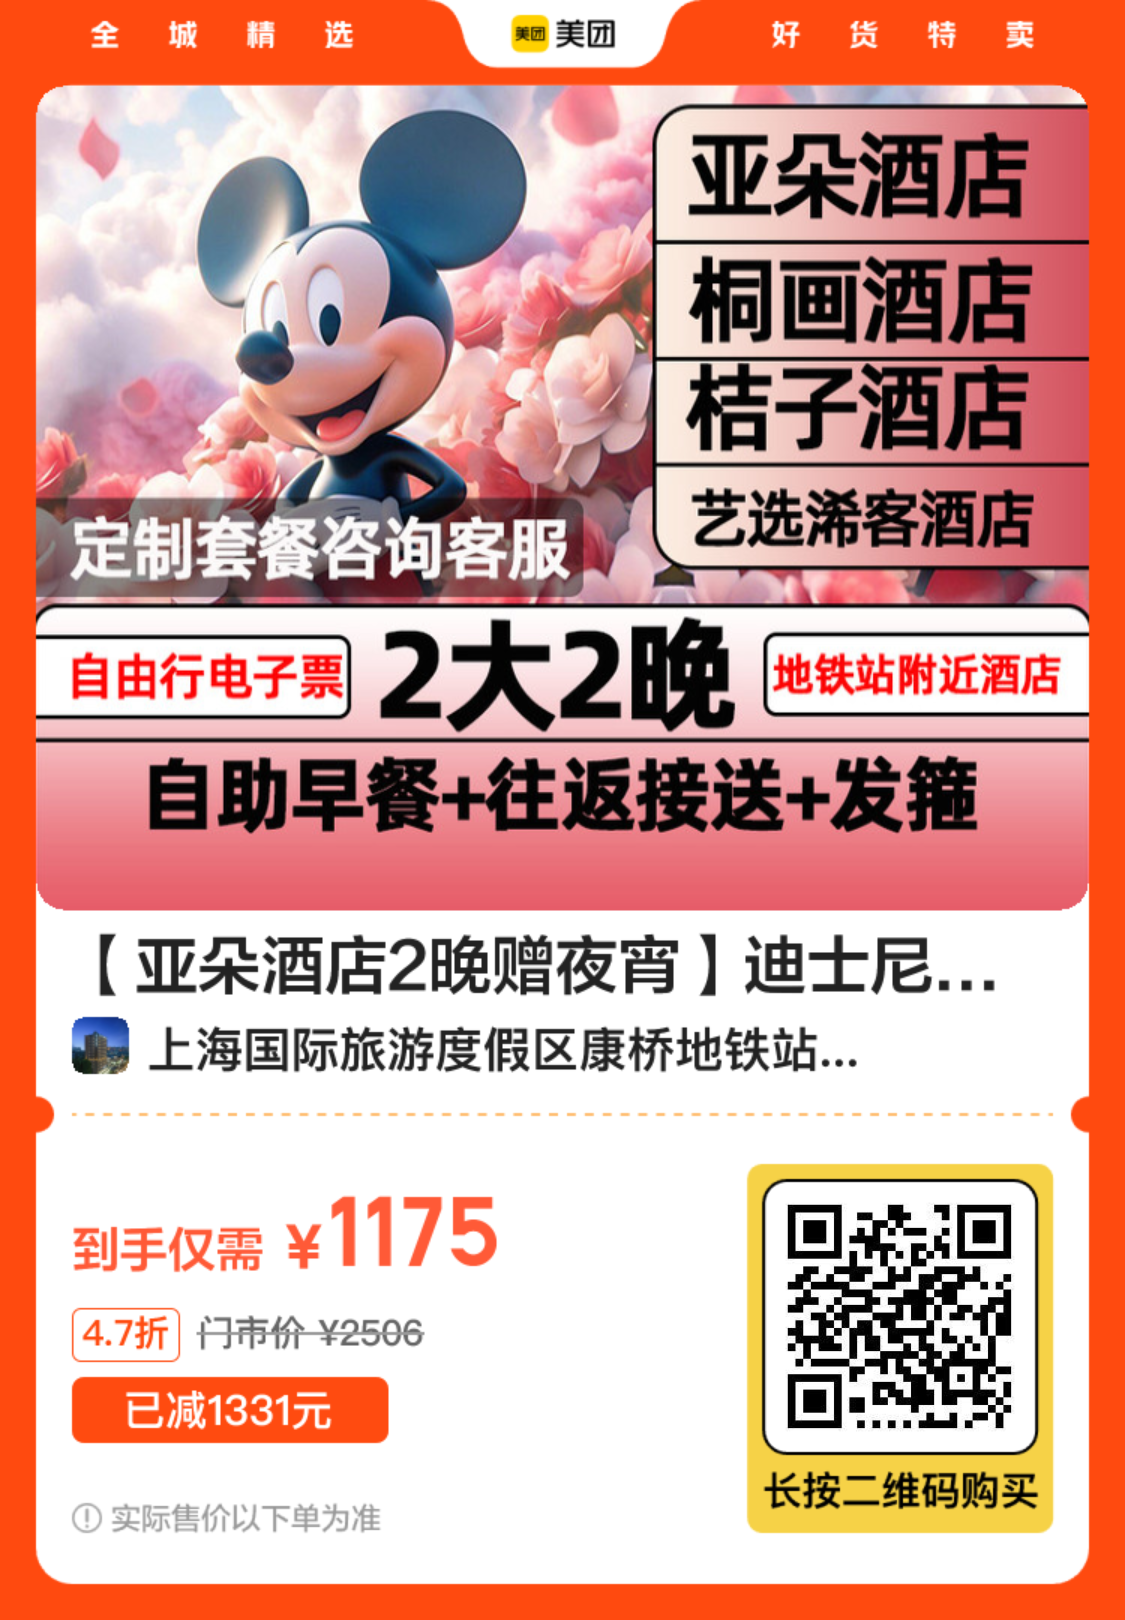 全城精选
美团 美团
好货特卖
亚朵酒店
桐画酒店
桔子酒店
艺选浠客酒店
定制套餐咨询客服
自由行电子票
2大2晚
地铁站附近酒店
自助早餐+往返接送+发箍
【亚朵酒店2晚赠夜宵】迪士尼...
上海国际旅游度假区康桥地铁站...
到手仅需 ¥1175
4.7折 门市价 ¥2506
已减1331元
实际售价以下单为准
长按二维码购买